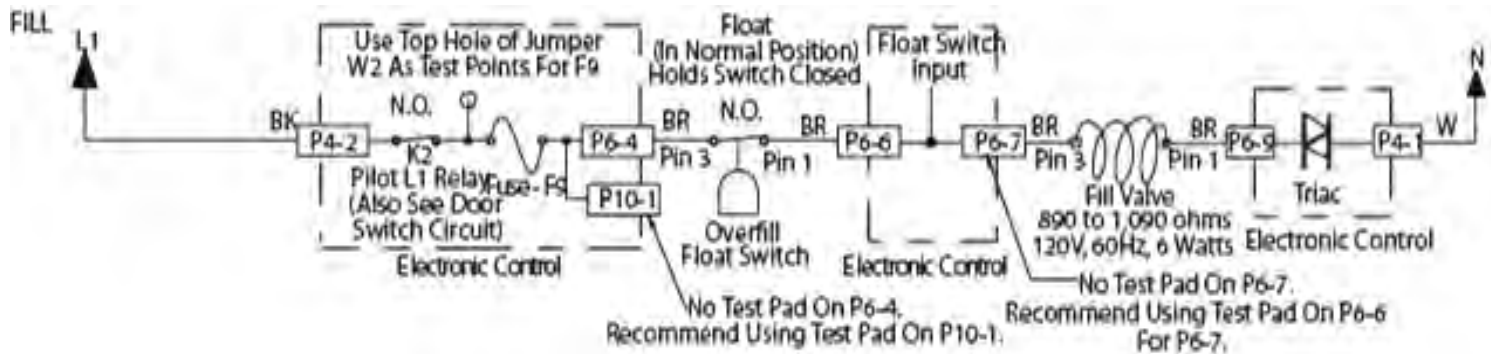 FILL
L1
Use Top Hole of Jumper
W2 As Test Points For F9
Float
(In Normal Position)
Holds Switch Closed
Float Switch
Input
N
BK
P4-2
N.O.
K2
Pilot L1 Relay
(Also See Door
Switch Circuit)
Fuse - F9
P6-4
P10-1
Electronic Control
BR
Pin 3
N.O.
Pin 1
BR
Overfill
Float Switch
P6-6
P6-7
Electronic Control
BR
Pin 3
BR
Pin 1
Fill Valve
890 to 1,090 ohms
120V, 60Hz, 6 Watts
P6-9
Triac
P4-1
W
Electronic Control
No Test Pad On P6-4.
Recommend Using Test Pad On P10-1.
No Test Pad On P6-7.
Recommend Using Test Pad On P6-6
For P6-7.